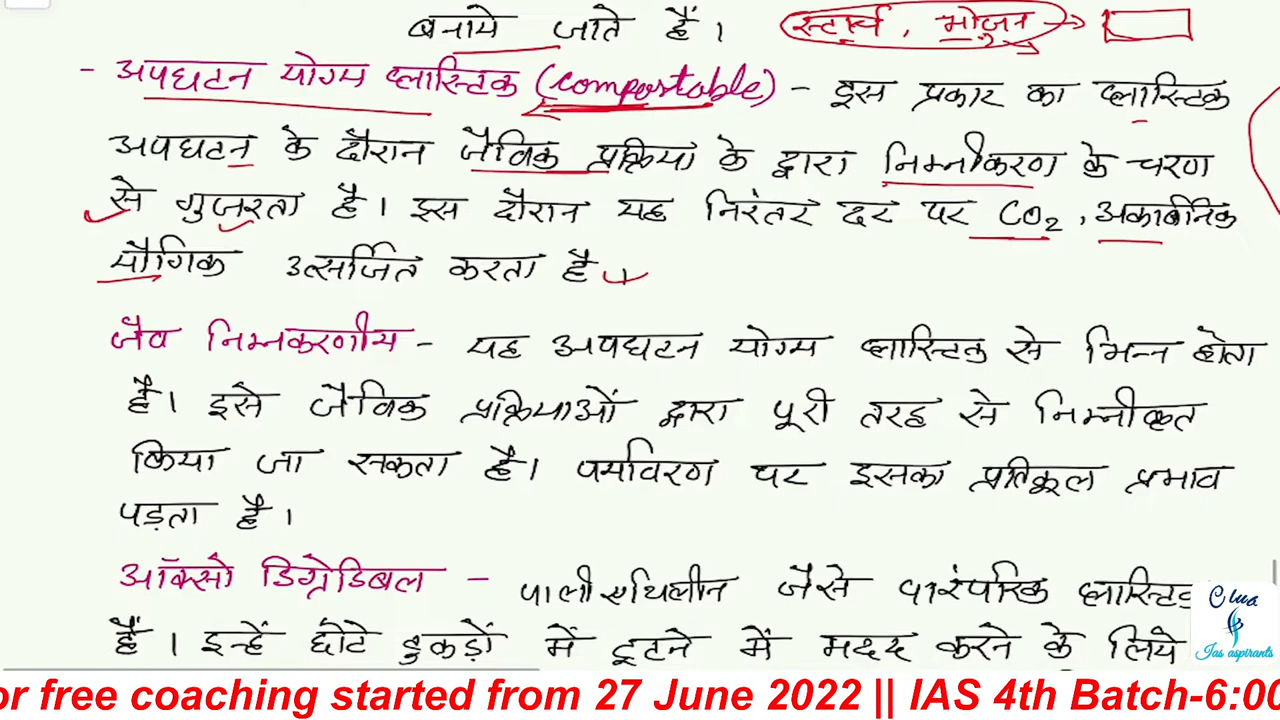 बनाये जाते हैं। स्टार्च, भोजन →
- अपघटन योग्य प्लास्टिक (compostable) - इस प्रकार का प्लास्टिक
अपघटन के दौरान जैविक प्रक्रिया के द्वारा निम्नीकरण के चरण
से गुजरता है। इस दौरान यह निरंतर दर पर CO₂, अकार्बनिक
यौगिक उत्सर्जित करता है।
जैव निम्नकरणीय - यह अपघटन योग्य प्लास्टिक से भिन्न होता
है। इसे जैविक प्रक्रियाओं द्वारा पूरी तरह से निम्नीकृत
किया जा सकता है। पर्यावरण पर इसका प्रतिकूल प्रभाव
पड़ता है।
ऑक्सो डिग्रेडिबल - पालीएथिलीन जैसे पारंपरिक
हैं। इन्हें छोटे टुकड़ों में टूटने में मदद करने के लिये
Clua
Ias aspirants
or free coaching started from 27 June 2022 || IAS 4th Batch-6:00